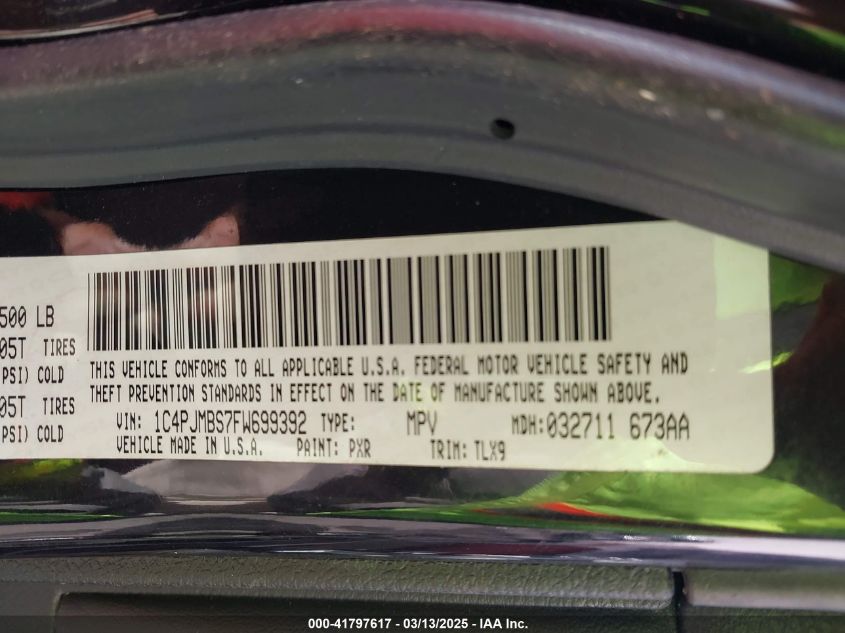 500 LB
05T TIRES
PSI) COLD
05T TIRES
PSI) COLD
THIS VEHICLE CONFORMS TO ALL APPLICABLE U.S.A. FEDERAL MOTOR VEHICLE SAFETY AND
THEFT PREVENTION STANDARDS IN EFFECT ON THE DATE OF MANUFACTURE SHOWN ABOVE.
VIN: 1C4PJMBS7FW699392 TYPE: MPV MDH: 032711 673AA
VEHICLE MADE IN U.S.A. PAINT: PXR TRIM: TLX9
000-41797617 - 03/13/2025 - IAA Inc.